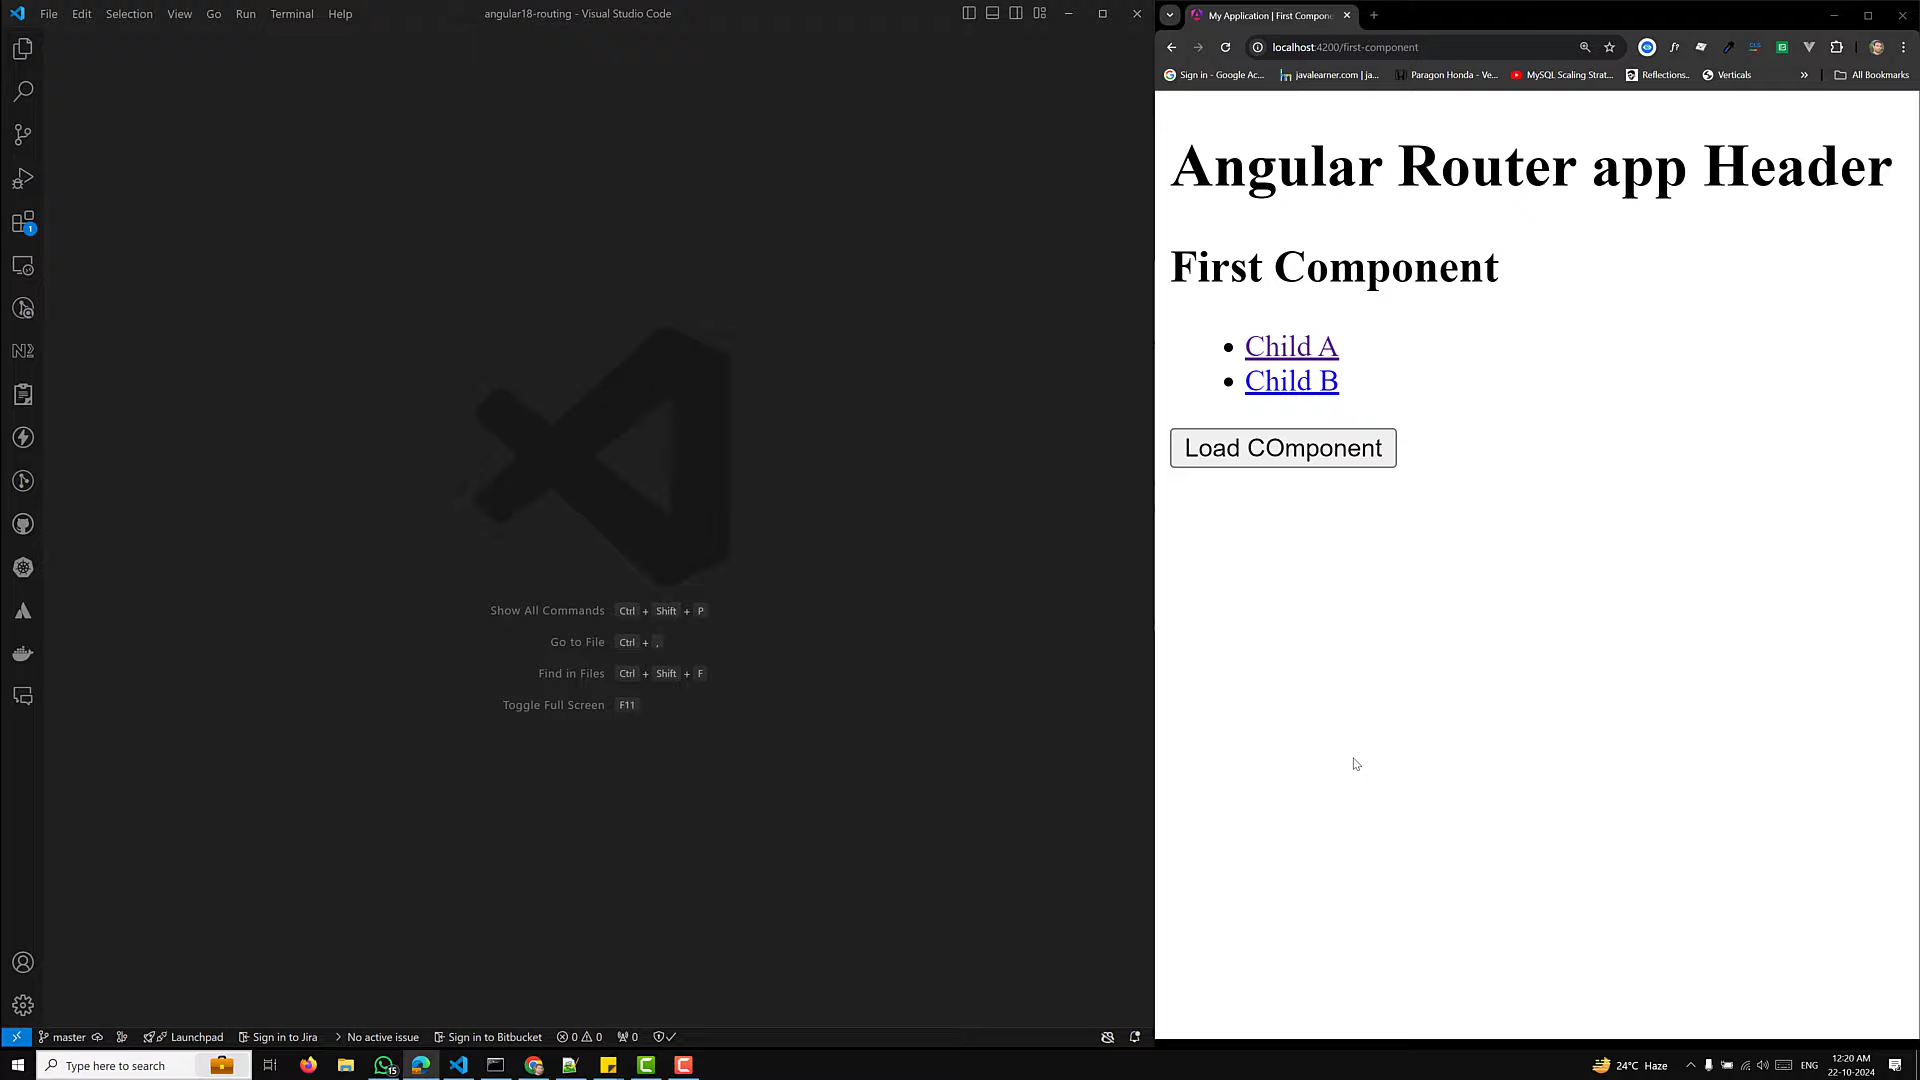 File Edit Selection View Go Run Terminal Help
angular18-routing - Visual Studio Code
1
Show All Commands Ctrl + Shift + P
Go to File Ctrl + ,
Find in Files Ctrl + Shift + F
Toggle Full Screen F11
master Launchpad Sign in to Jira No active issue Sign in to Bitbucket 0 0 0
My Application | First Compone
localhost:4200/first-component
Sign in - Google Ac... javalearner.com | ja... Paragon Honda - Ve... MySQL Scaling Strat... Reflections.. Verticals » All Bookmarks
Angular Router app Header
First Component
• Child A
• Child B
Load COmponent
Type here to search
15
24°C Haze
ENG
12:20 AM
22-10-2024